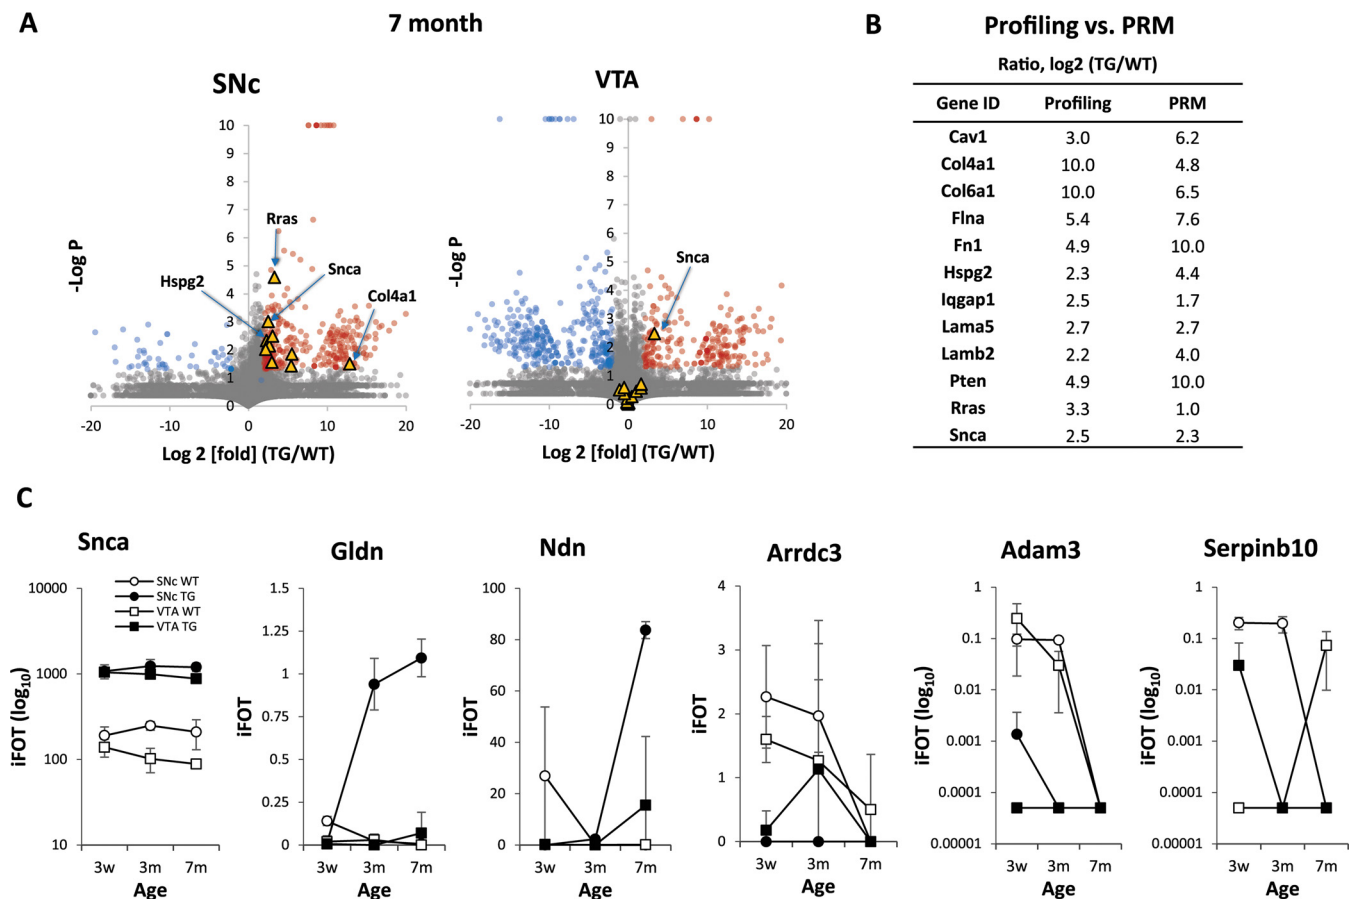 A
7 month
SNc
10
9
8
7
6
5
4
3
2
1
0
-Log P
Rras
Hspg2
Snca
Col4a1
-20
-10
0
10
20
Log 2 [fold] (TG/WT)
VTA
10
9
8
7
6
5
4
3
2
1
0
-Log P
Snca
-20
-10
0
10
20
Log 2 [fold] (TG/WT)
B
Profiling vs. PRM
Ratio, log2 (TG/WT)
Gene ID Profiling PRM
Cav1 3.0 6.2
Col4a1 10.0 4.8
Col6a1 10.0 6.5
Flna 5.4 7.6
Fn1 4.9 10.0
Hspg2 2.3 4.4
Iqgap1 2.5 1.7
Lama5 2.7 2.7
Lamb2 2.2 4.0
Pten 4.9 10.0
Rras 3.3 1.0
Snca 2.5 2.3
C
Snca
SNc WT
SNc TG
VTA WT
VTA TG
10000
1000
100
10
iFOT (log10)
3w 3m 7m
Age
Gldn
1.5
1.25
1
0.75
0.5
0.25
0
iFOT
3w 3m 7m
Age
Ndn
100
80
60
40
20
0
iFOT
3w 3m 7m
Age
Arrdc3
4
3
2
1
0
iFOT
3w 3m 7m
Age
Adam3
1
0.1
0.01
0.001
0.0001
0.00001
iFOT (log10)
3w 3m 7m
Age
Serpinb10
1
0.1
0.01
0.001
0.0001
0.00001
iFOT (log10)
3w 3m 7m
Age